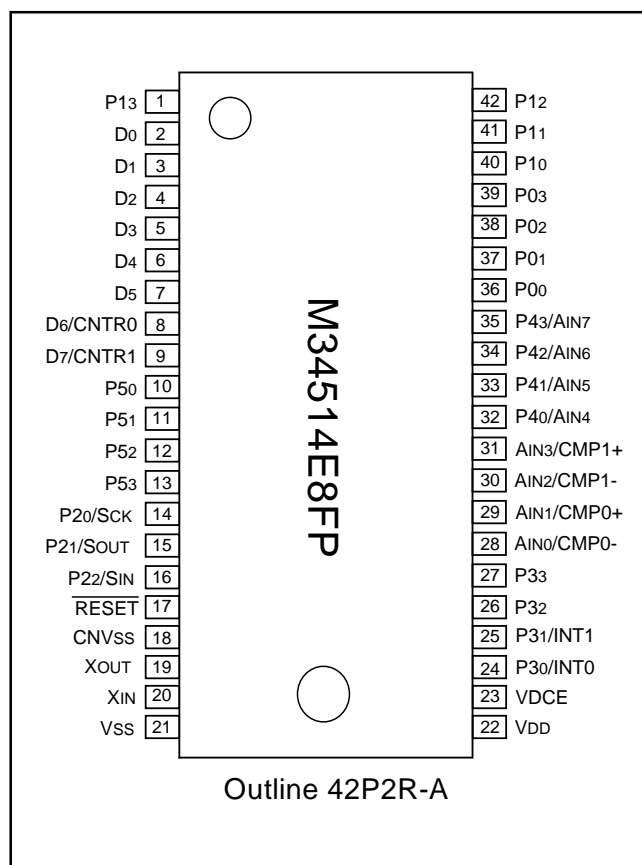 P13 1 42 P12
D0 2 41 P11
D1 3 40 P10
D2 4 39 P03
D3 5 38 P02
D4 6 37 P01
D5 7 36 P00
D6/CNTR0 8 35 P43/AIN7
D7/CNTR1 9 34 P42/AIN6
P50 10 33 P41/AIN5
P51 11 32 P40/AIN4
P52 12 31 AIN3/CMP1+
P53 13 30 AIN2/CMP1-
P20/SCK 14 29 AIN1/CMP0+
P21/SOUT 15 28 AIN0/CMP0-
P22/SIN 16 27 P33
RESET 17 26 P32
CNVSS 18 25 P31/INT1
XOUT 19 24 P30/INT0
XIN 20 23 VDCE
VSS 21 22 VDD
M34514E8FP
Outline 42P2R-A